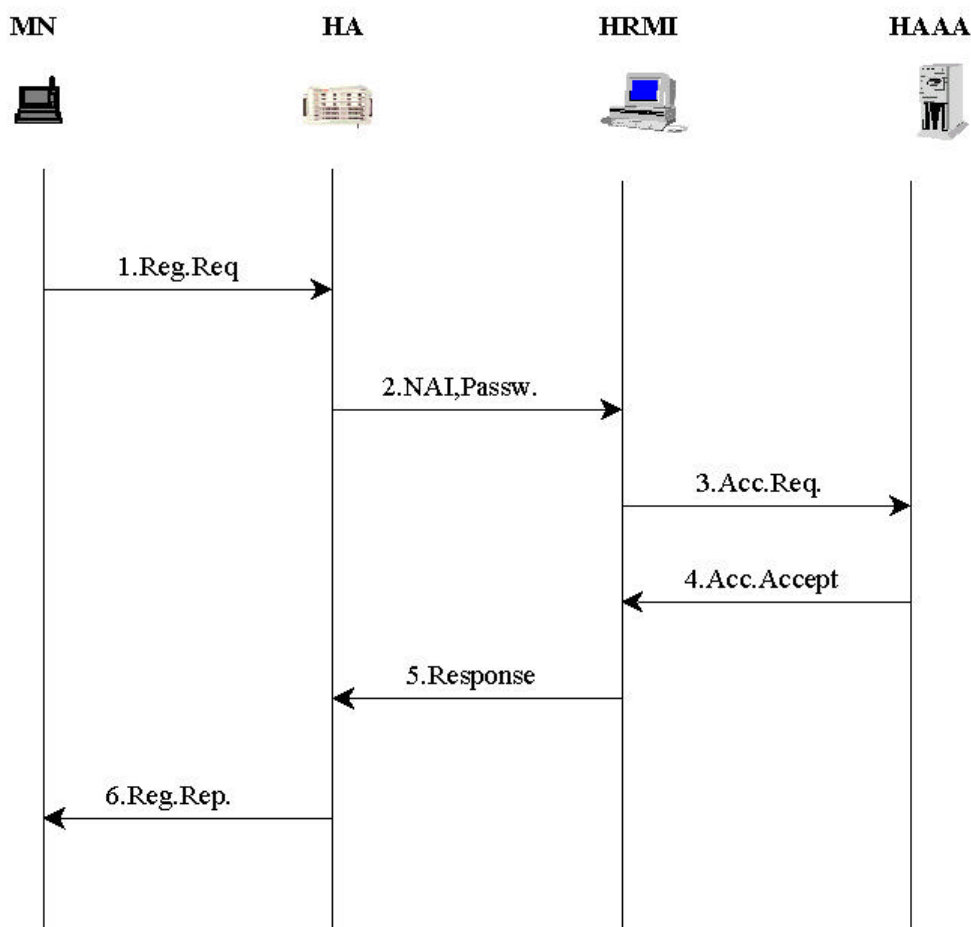 MN HA HRMI HAAA
1.Reg.Req
2.NAI,Passw.
3.Acc.Req.
4.Acc.Accept
5.Response
6.Reg.Rep.